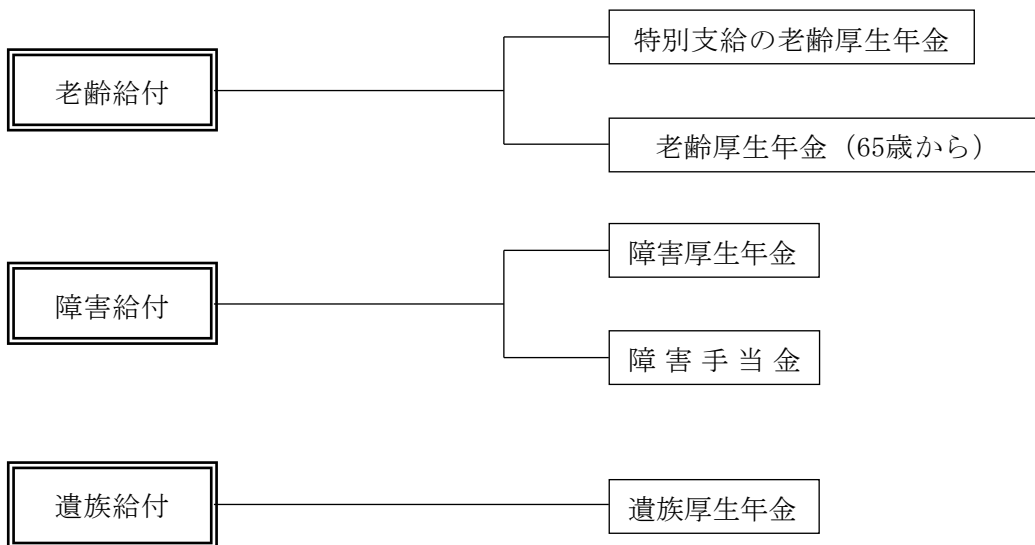 特別支給の老齢厚生年金
老齢給付
老齢厚生年金（65歳から）
障害厚生年金
障害給付
障 害 手 当 金
遺族給付
遺族厚生年金